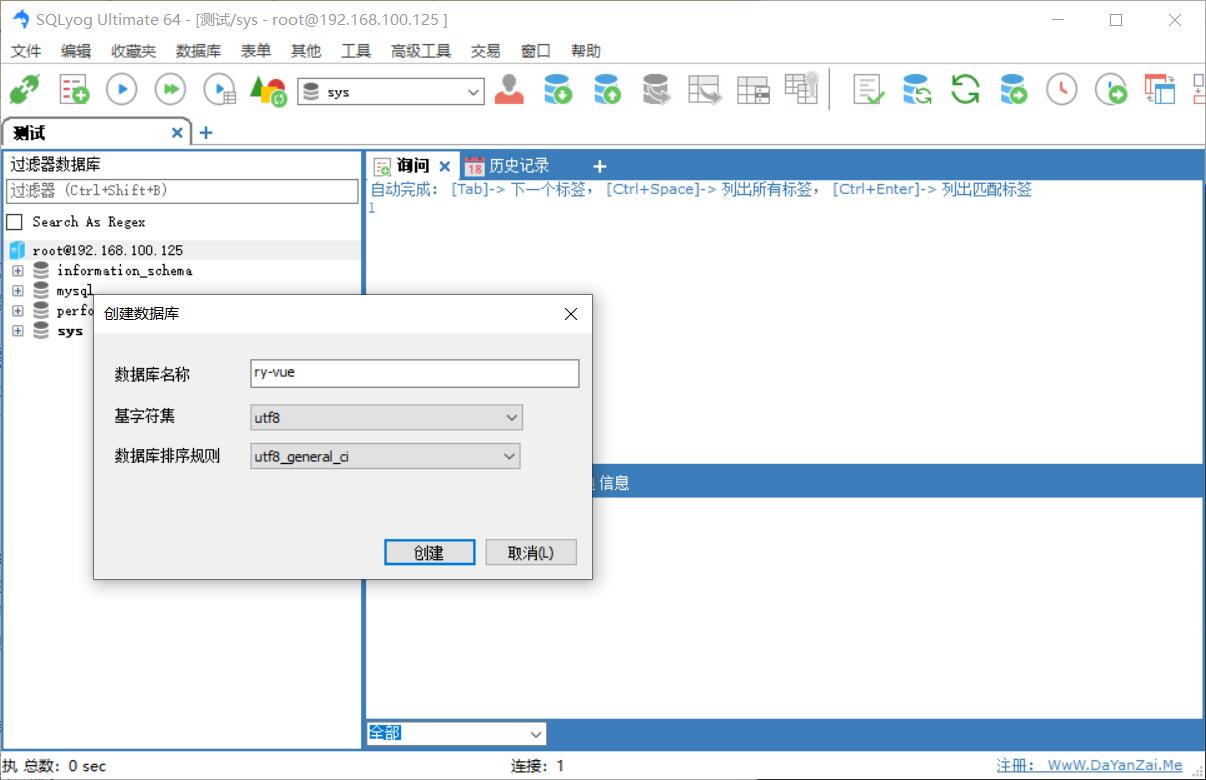 SQLyog Ultimate 64 - [测试/sys - root@192.168.100.125 ]
文件 编辑 收藏夹 数据库 表单 其他 工具 高级工具 交易 窗口 帮助
sys
测试
过滤器数据库
过滤器 (Ctrl+Shift+B)
Search As Regex
root@192.168.100.125
information_schema
mysql
perfo
sys
询问 18 历史记录
自动完成: [Tab]-> 下一个标签, [Ctrl+Space]-> 列出所有标签, [Ctrl+Enter]-> 列出匹配标签
1
创建数据库
数据库名称 ry-vue
基字符集 utf8
数据库排序规则 utf8_general_ci
创建 取消(L)
信息
全部
执 总数: 0 sec 连接: 1 注册: WwW.DaYanZai.Me